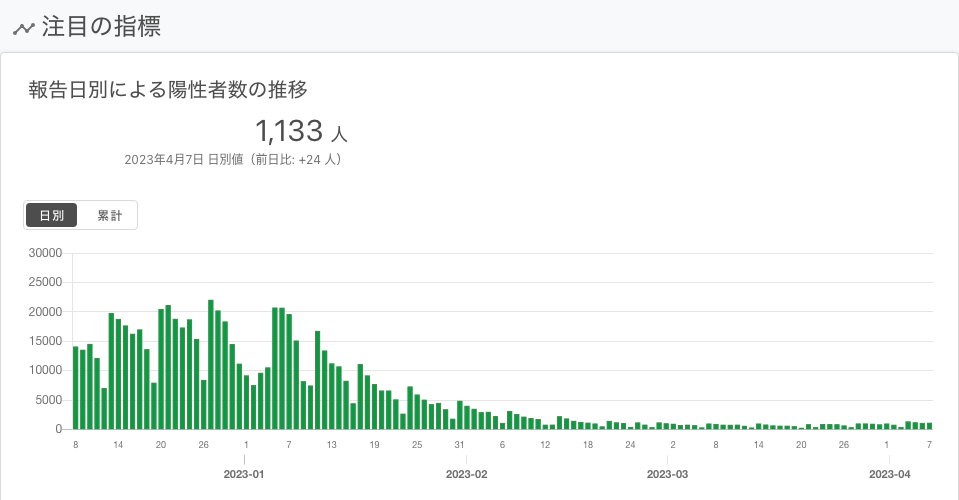 注目の指標
報告日別による陽性者数の推移
1,133 人
2023年4月7日 日別値（前日比: +24 人）
日別 累計
30000
25000
20000
15000
10000
5000
0
8 14 20 26 1 7 13 19 25 31 6 12 18 24 2 8 14 20 26 1 7
2023-01 2023-02 2023-03 2023-04